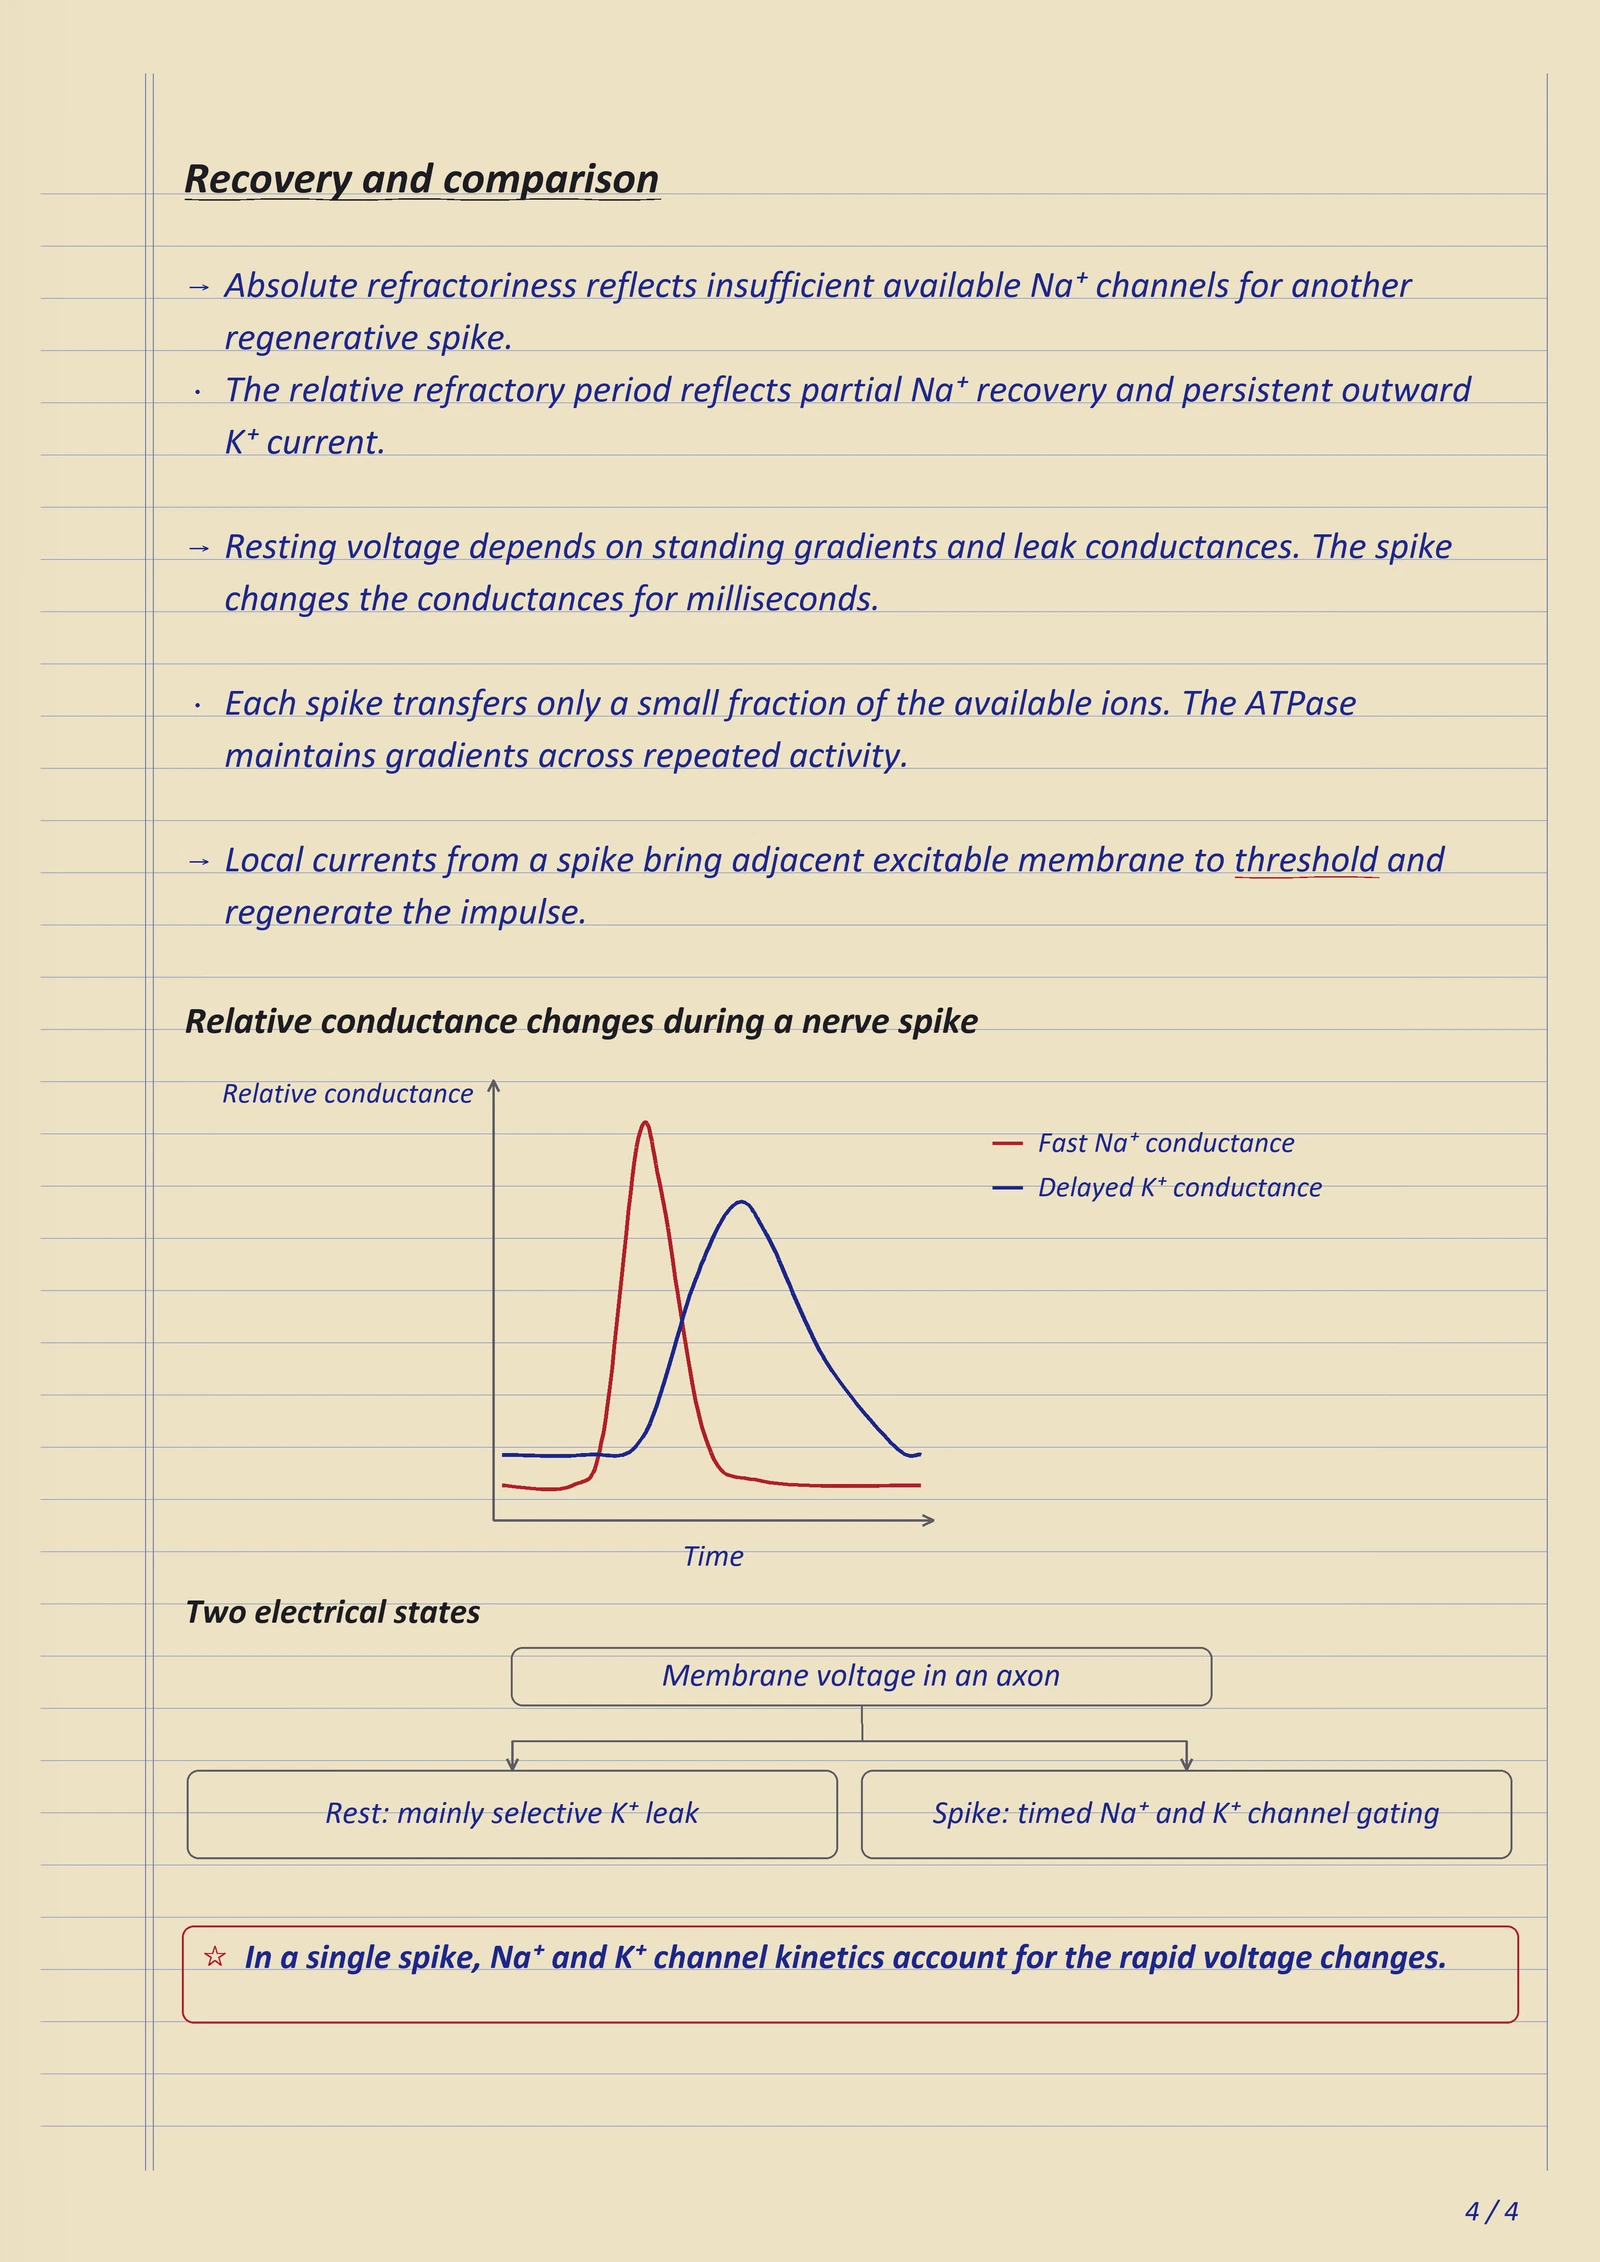 Recovery and comparison
→ Absolute refractoriness reflects insufficient available Na⁺ channels for another
regenerative spike.
· The relative refractory period reflects partial Na⁺ recovery and persistent outward
K⁺ current.
→ Resting voltage depends on standing gradients and leak conductances. The spike
changes the conductances for milliseconds.
· Each spike transfers only a small fraction of the available ions. The ATPase
maintains gradients across repeated activity.
→ Local currents from a spike bring adjacent excitable membrane to threshold and
regenerate the impulse.
Relative conductance changes during a nerve spike
Relative conductance
Fast Na⁺ conductance
Delayed K⁺ conductance
Time
Two electrical states
Membrane voltage in an axon
Rest: mainly selective K⁺ leak
Spike: timed Na⁺ and K⁺ channel gating
☆ In a single spike, Na⁺ and K⁺ channel kinetics account for the rapid voltage changes.
4 / 4